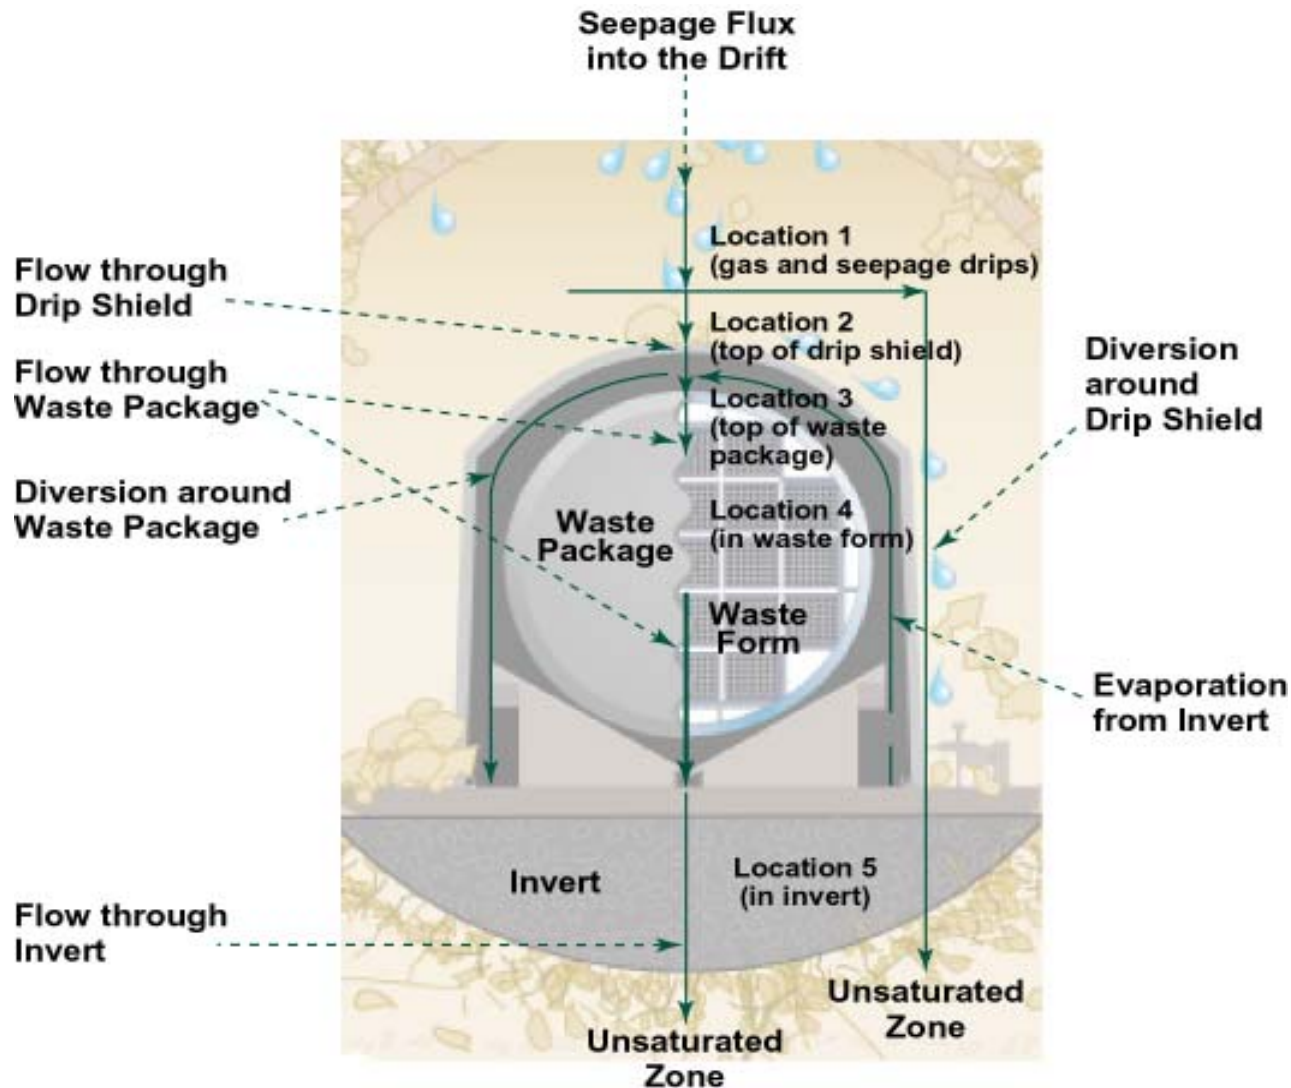 Seepage Flux
into the Drift
Location 1
(gas and seepage drips)
Flow through
Drip Shield
Location 2
(top of drip shield)
Diversion
around
Drip Shield
Flow through
Waste Package
Location 3
(top of waste
package)
Diversion around
Waste Package
Waste
Package
Location 4
(in waste form)
Waste
Form
Evaporation
from Invert
Invert
Location 5
(in invert)
Flow through
Invert
Unsaturated
Zone
Unsaturated
Zone